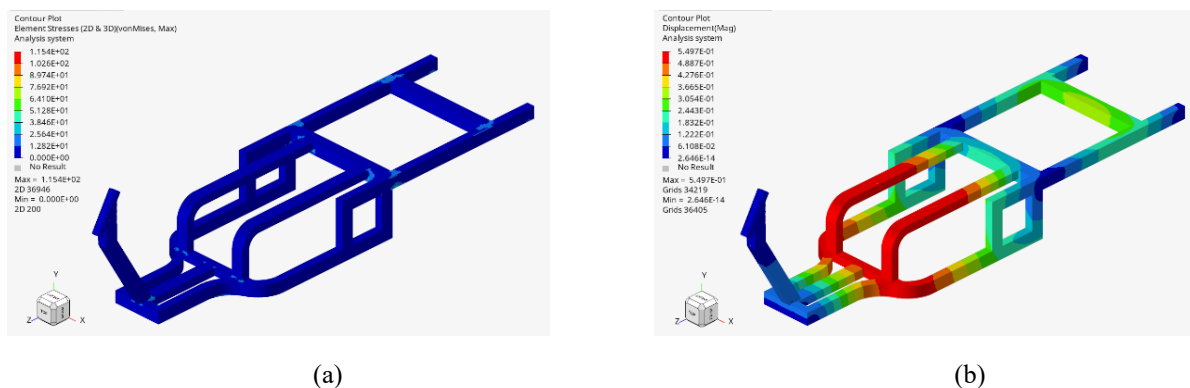 Contour Plot
Element Stresses (2D & 3D)(vonMises, Max)
Analysis system
1.154E+02
1.026E+02
8.974E+01
7.692E+01
6.410E+01
5.128E+01
3.846E+01
2.564E+01
1.282E+01
0.000E+00
No Result
Max = 1.154E+02
2D 36946
Min = 0.000E+00
2D 200
Y
Z
X
(a)
Contour Plot
Displacement(Mag)
Analysis system
5.497E-01
4.887E-01
4.276E-01
3.665E-01
3.054E-01
2.443E-01
1.832E-01
1.222E-01
6.108E-02
2.646E-14
No Result
Max = 5.497E-01
Grids 34219
Min = 2.646E-14
Grids 36405
Y
Z
X
(b)